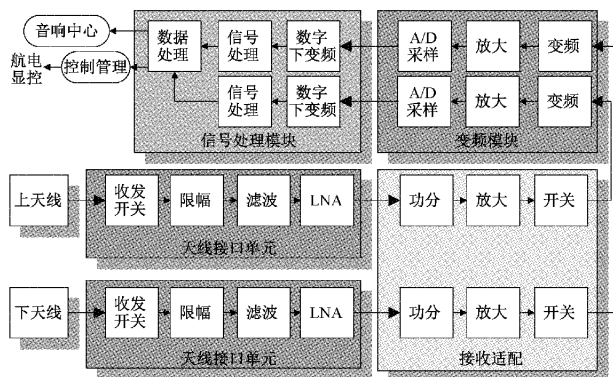 音响中心
航电
显控
控制管理
数据
处理
信号
处理
数字
下变频
A/D
采样
放大
变频
信号
处理
数字
下变频
A/D
采样
放大
变频
信号处理模块
变频模块
上天线
收发
开关
限幅
滤波
LNA
功分
放大
开关
天线接口单元
下天线
收发
开关
限幅
滤波
LNA
功分
放大
开关
天线接口单元
接收适配